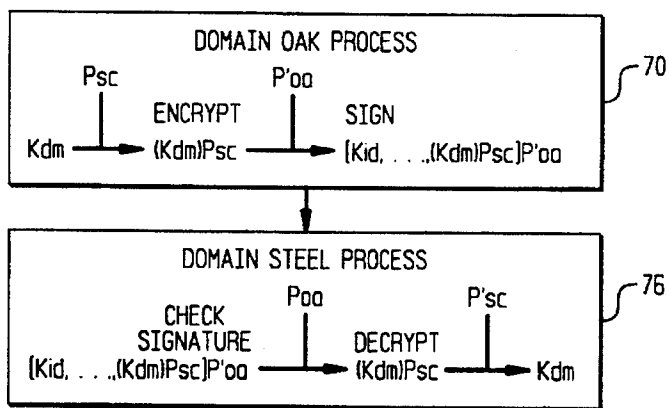 DOMAIN OAK PROCESS
70
Psc
P'oa
ENCRYPT
SIGN
Kdm
(Kdm)Psc
[Kid, . . .,(Kdm)Psc]P'oa
DOMAIN STEEL PROCESS
76
Poa
P'sc
CHECK
SIGNATURE
DECRYPT
[Kid, . . .,(Kdm)Psc]P'oa
(Kdm)Psc
Kdm